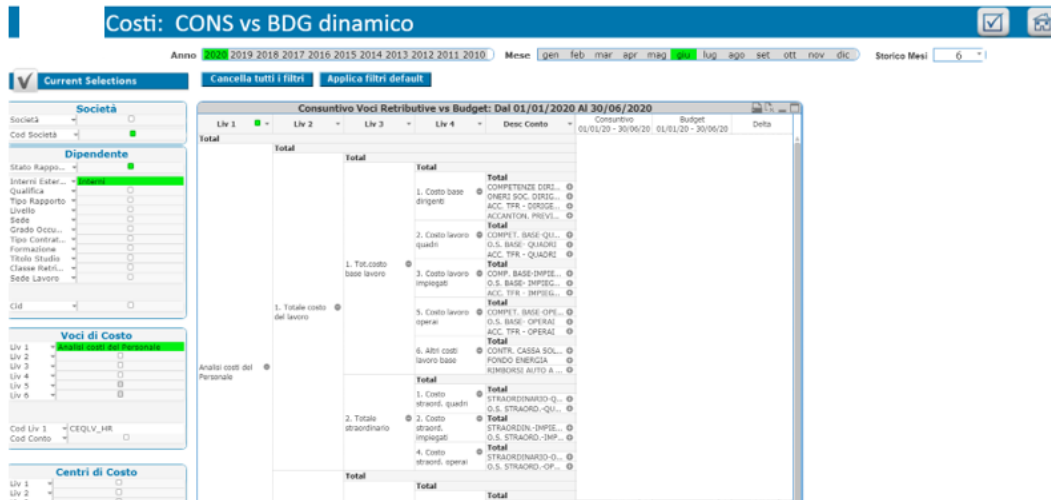 Costi: CONS vs BDG dinamico
Anno 2020 2019 2018 2017 2016 2015 2014 2013 2012 2011 2010 Mese gen feb mar apr mag giu lug ago set ott nov dic Storico Mesi 6
Current Selections Cancella tutti i filtri Applica filtri default
Società
Società
Cod Società
Dipendente
Stato Rappo...
Interni Ester... Interni
Qualifica
Tipo Rapporto
Livello
Sede
Grado Occu...
Tipo Contrat...
Formazione
Titolo Studio
Classe Retri...
Sede Lavoro
Cid
Voci di Costo
Liv 1 Analisi costi del Personale
Liv 2
Liv 3
Liv 4
Liv 5
Liv 6
Cod Liv 1 CEQLV_HR
Cod Conto
Centri di Costo
Liv 1
Liv 2
Consuntivo Voci Retributive vs Budget: Dal 01/01/2020 Al 30/06/2020
Liv 1 Liv 2 Liv 3 Liv 4 Desc Conto Consuntivo Budget Delta
01/01/20 - 30/06/20 01/01/20 - 30/06/20
Total
Total
Total
Total
Total
1. Costo base dirigenti
COMPETENZE DIRI...
ONERI SOC. DIRIG...
ACC. TFR - DIRIGE...
ACCANTON. PREVI...
Total
2. Costo lavoro quadri
COMPET. BASE-QU...
O.S. BASE- QUADRI
ACC. TFR - QUADRI
1. Tot.costo base lavoro
Total
3. Costo lavoro impiegati
COMP. BASE-IMPIE...
O.S. BASE- IMPIEG...
ACC. TFR - IMPIEG...
1. Totale costo del lavoro
Total
5. Costo lavoro operai
COMPET. BASE-OPE...
O.S. BASE- OPERAI
ACC. TFR - OPERAI
Total
6. Altri costi lavoro base
CONTR. CASSA SOL...
FONDO ENERGIA
RIMBORSI AUTO A ...
Analisi costi del Personale
Total
Total
1. Costo straord. quadri
STRAORDINARIO-Q...
O.S. STRAORD.-QU...
2. Totale straordinario
Total
2. Costo straord. impiegati
STRAORDIN.-IMPIE...
O.S. STRAORD.-IMP...
Total
4. Costo straord. operai
STRAORDINARIO-O...
O.S. STRAORD.-OP...
Total
Total
Total